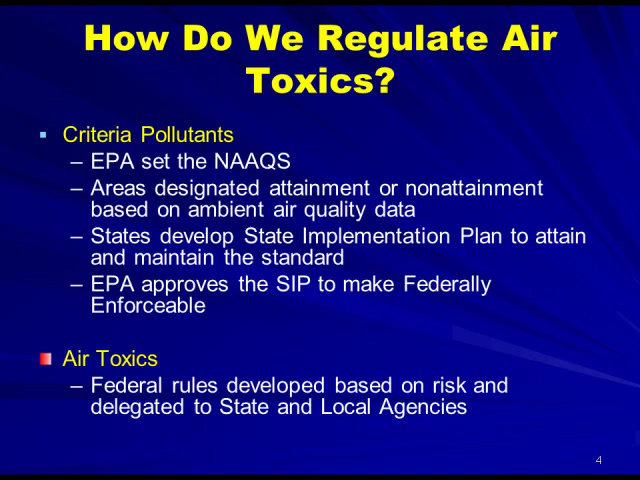 How Do We Regulate Air
Toxics?
▪ Criteria Pollutants
– EPA set the NAAQS
– Areas designated attainment or nonattainment
based on ambient air quality data
– States develop State Implementation Plan to attain
and maintain the standard
– EPA approves the SIP to make Federally
Enforceable
■ Air Toxics
– Federal rules developed based on risk and
delegated to State and Local Agencies
4